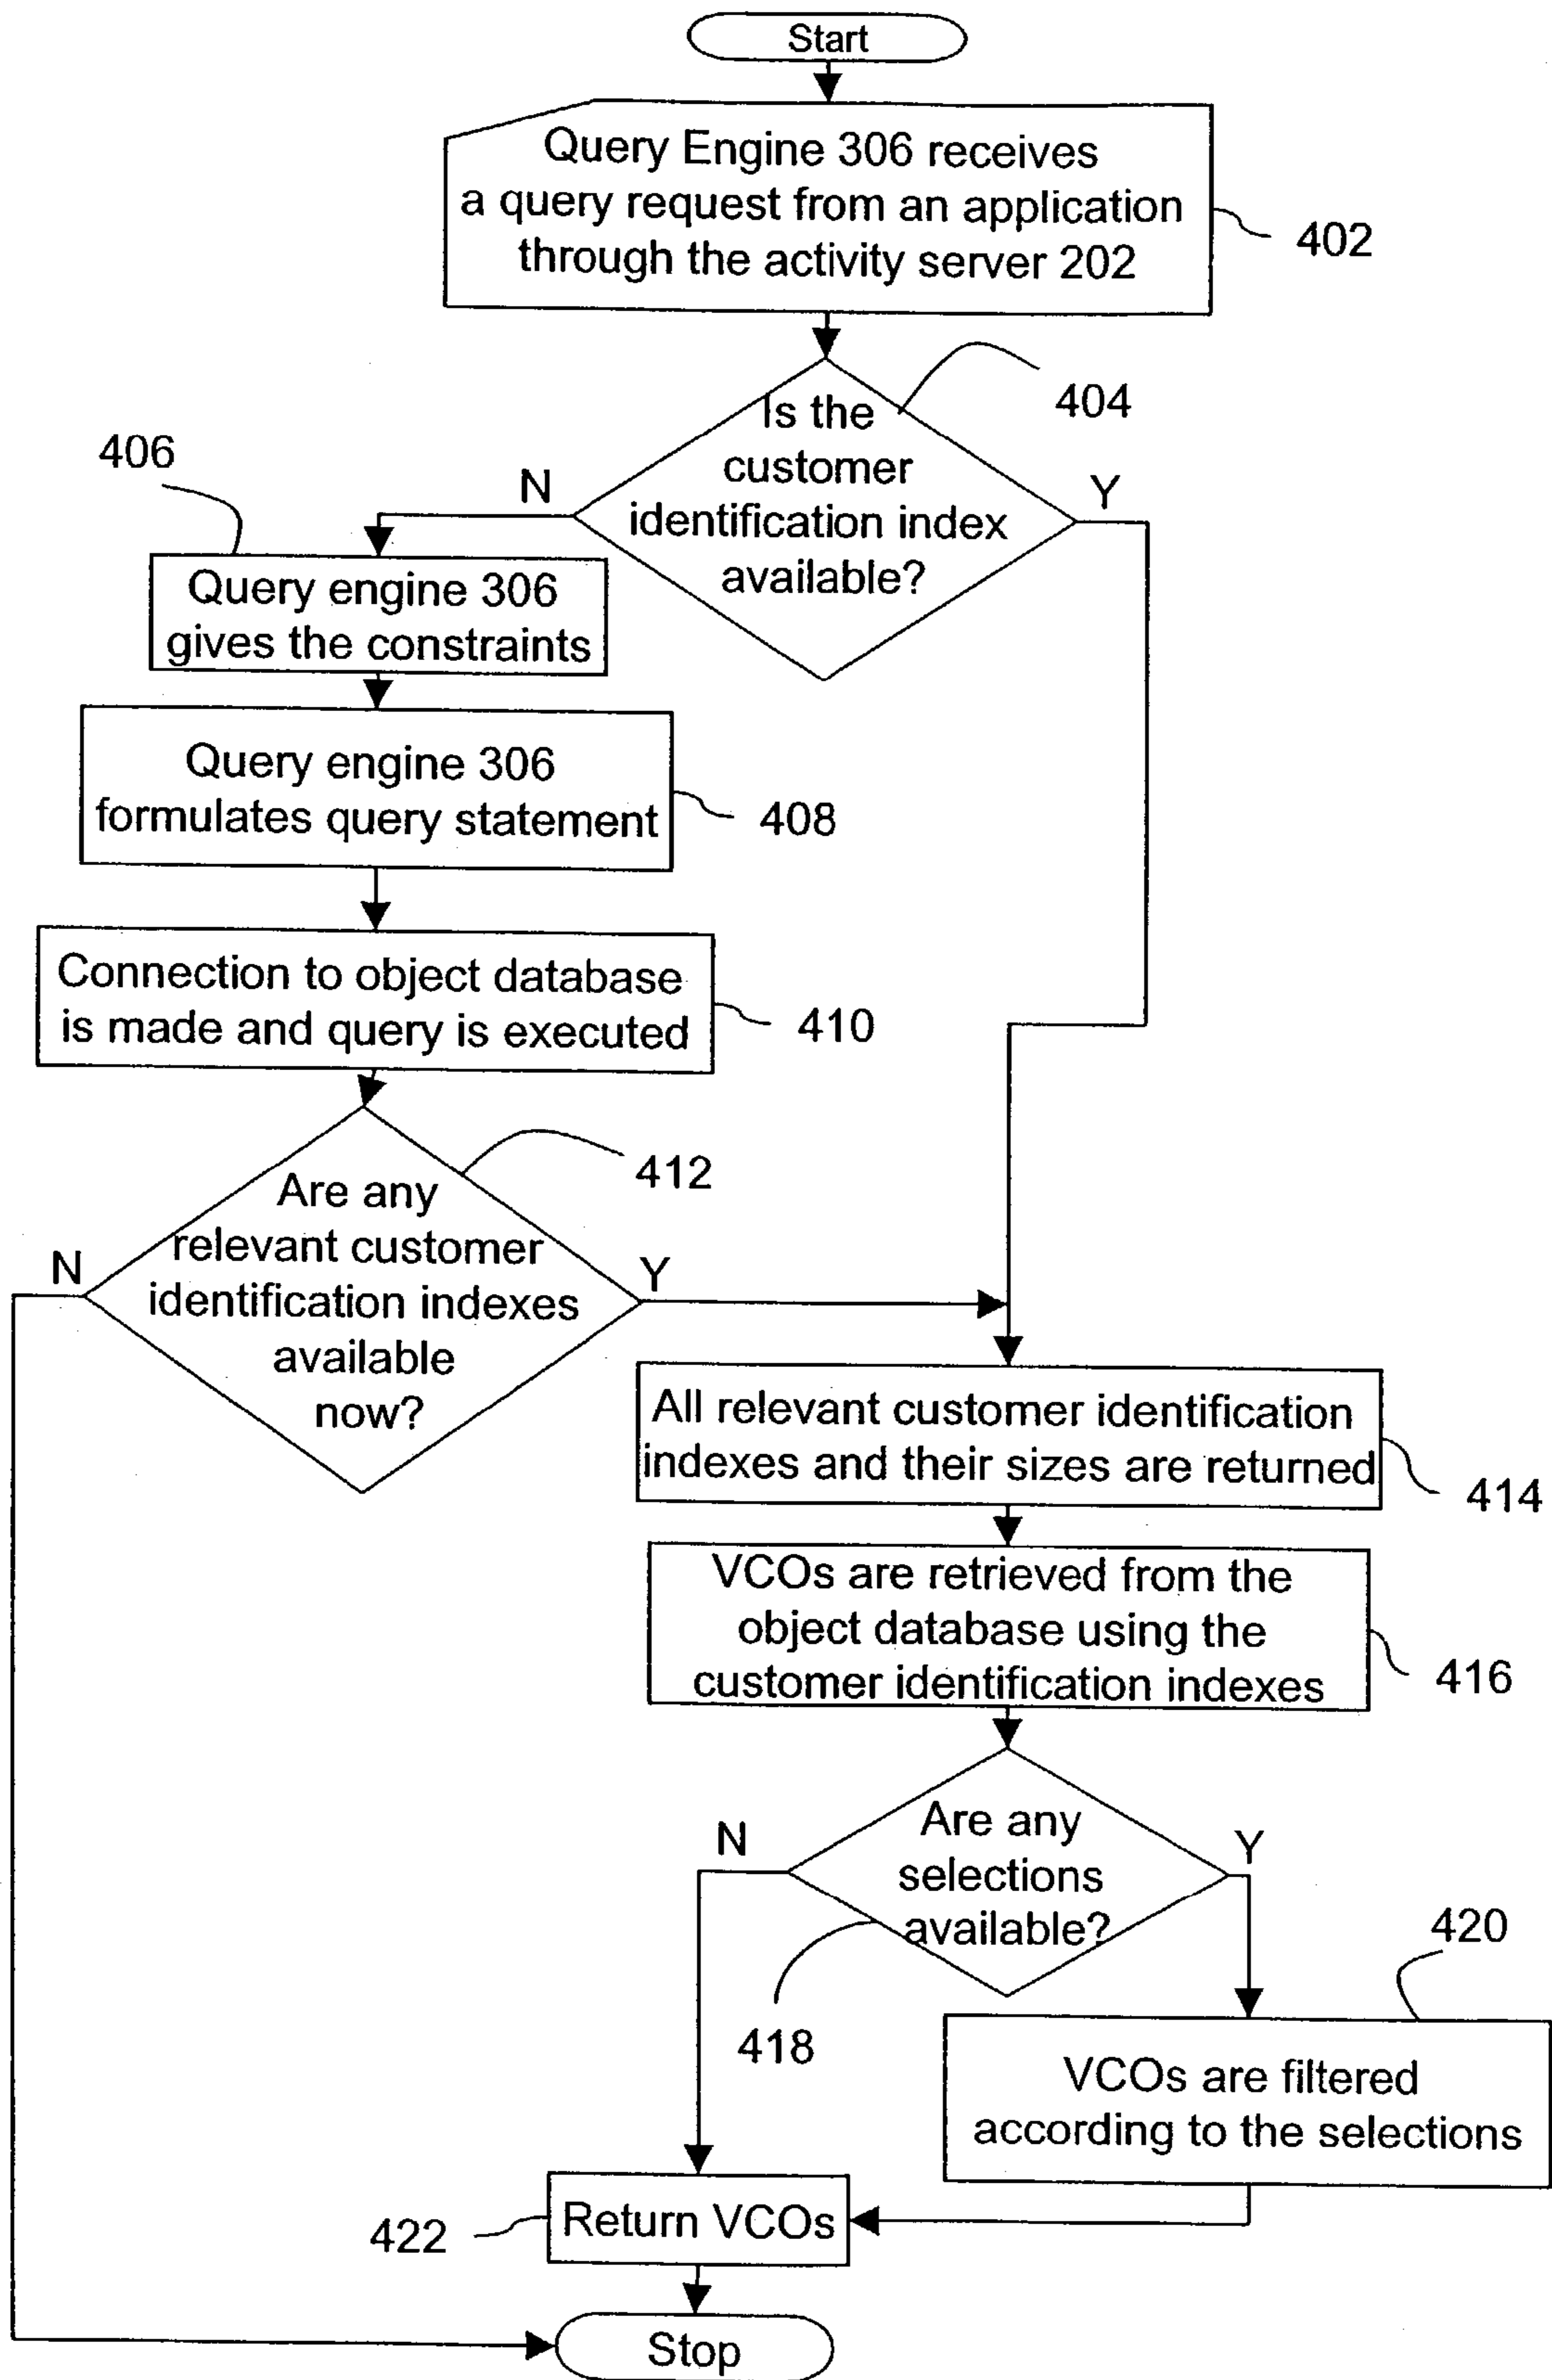 Start
Query Engine 306 receives
a query request from an application
through the activity server 202
402
Is the
customer
identification index
available?
404
N
Y
406
Query engine 306
gives the constraints
Query engine 306
formulates query statement
408
Connection to object database
is made and query is executed
410
Are any
relevant customer
identification indexes
available
now?
412
N
Y
All relevant customer identification
indexes and their sizes are returned
414
VCOs are retrieved from the
object database using the
customer identification indexes
416
Are any
selections
available?
N
Y
418
420
VCOs are filtered
according to the selections
Return VCOs
422
Stop